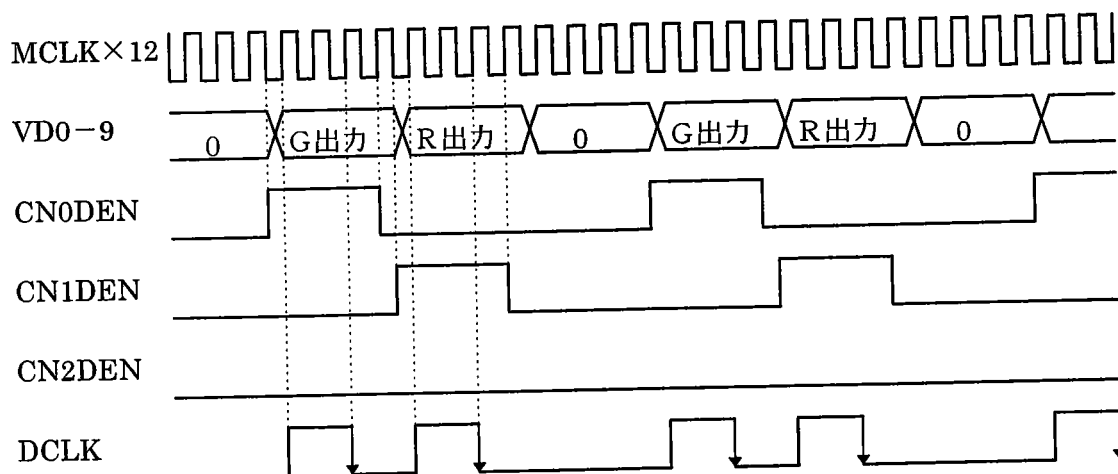 MCLK×12
VD0−9
0 G出力 R出力 0 G出力 R出力 0
CN0DEN
CN1DEN
CN2DEN
DCLK